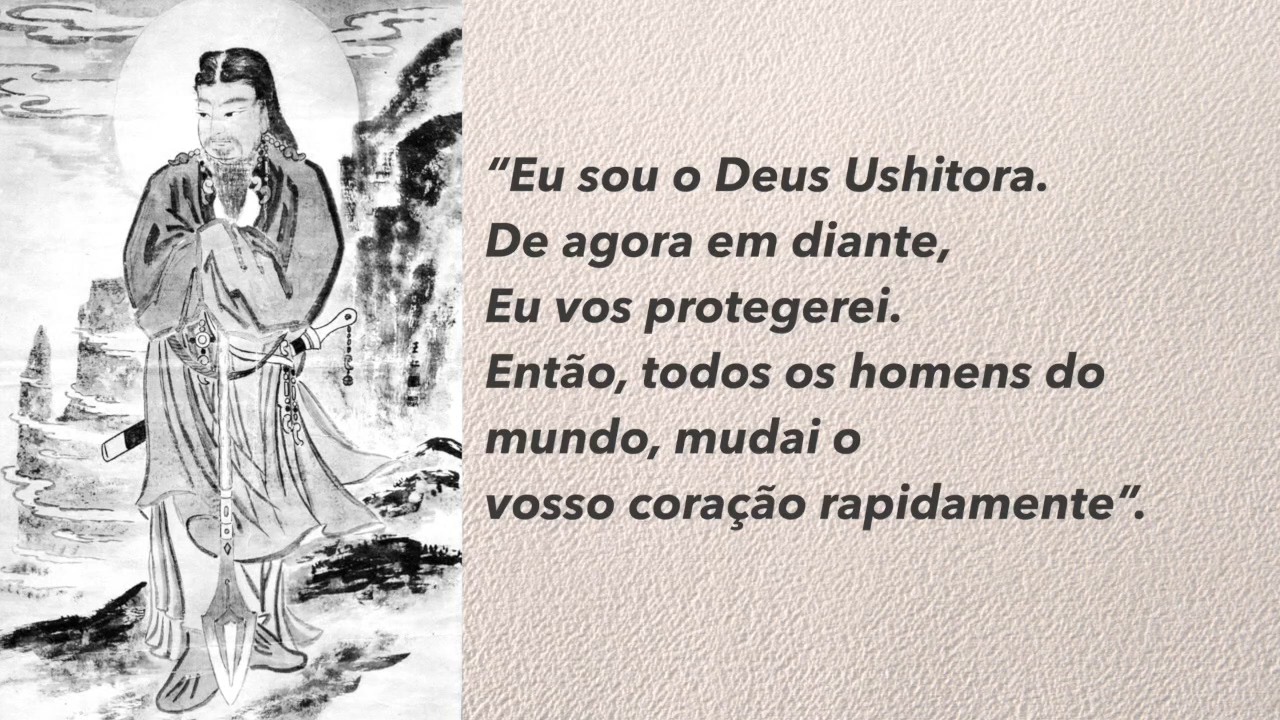 “Eu sou o Deus Ushitora.
De agora em diante,
Eu vos protegerei.
Então, todos os homens do
mundo, mudai o
vosso coração rapidamente”.